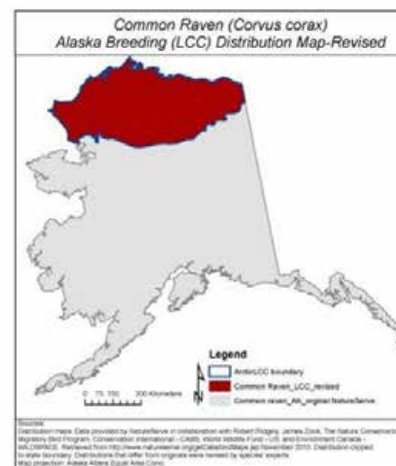 Common Raven (Corvus corax)
Alaska Breeding (LCC) Distribution Map-Revised
Legend
ArcticLCC boundary
Common Raven_LCC_revised
Common raven_AK_original NatureServe
0 75 150 300 Kilometers
N
Sources:
Distribution maps: Data provided by NatureServe in collaboration with Robert Ridgely, James Zook, The Nature Conservancy -
Migratory Bird Program, Conservation International - CABS, World Wildlife Fund - US, and Environment Canada -
WILDSPACE. Retrieved from http://www.natureserve.org/getData/birdMaps.jsp November 2010. Distribution clipped
to state boundary. Distributions that differ from originals were revised by species' experts.
Map projection: Alaska Albers Equal Area Conic